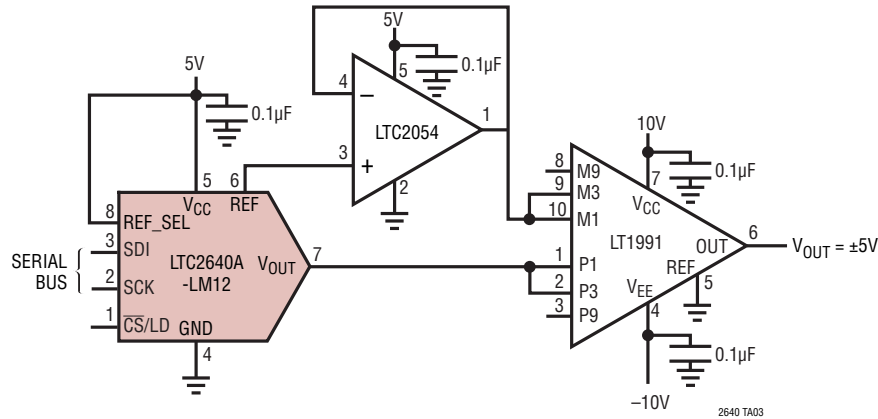 5V
0.1µF
4
–
5
1
LTC2054
3
+
2
5V
0.1µF
5
6
VCC
REF
8
REF_SEL
3
SDI
SERIAL
BUS
2
SCK
1
CS/LD
GND
4
LTC2640A
-LM12
VOUT
7
10V
0.1µF
7
VCC
8
M9
9
M3
10
M1
LT1991
1
P1
2
P3
3
P9
OUT
6
VOUT = ±5V
REF
5
VEE
4
0.1µF
–10V
2640 TA03